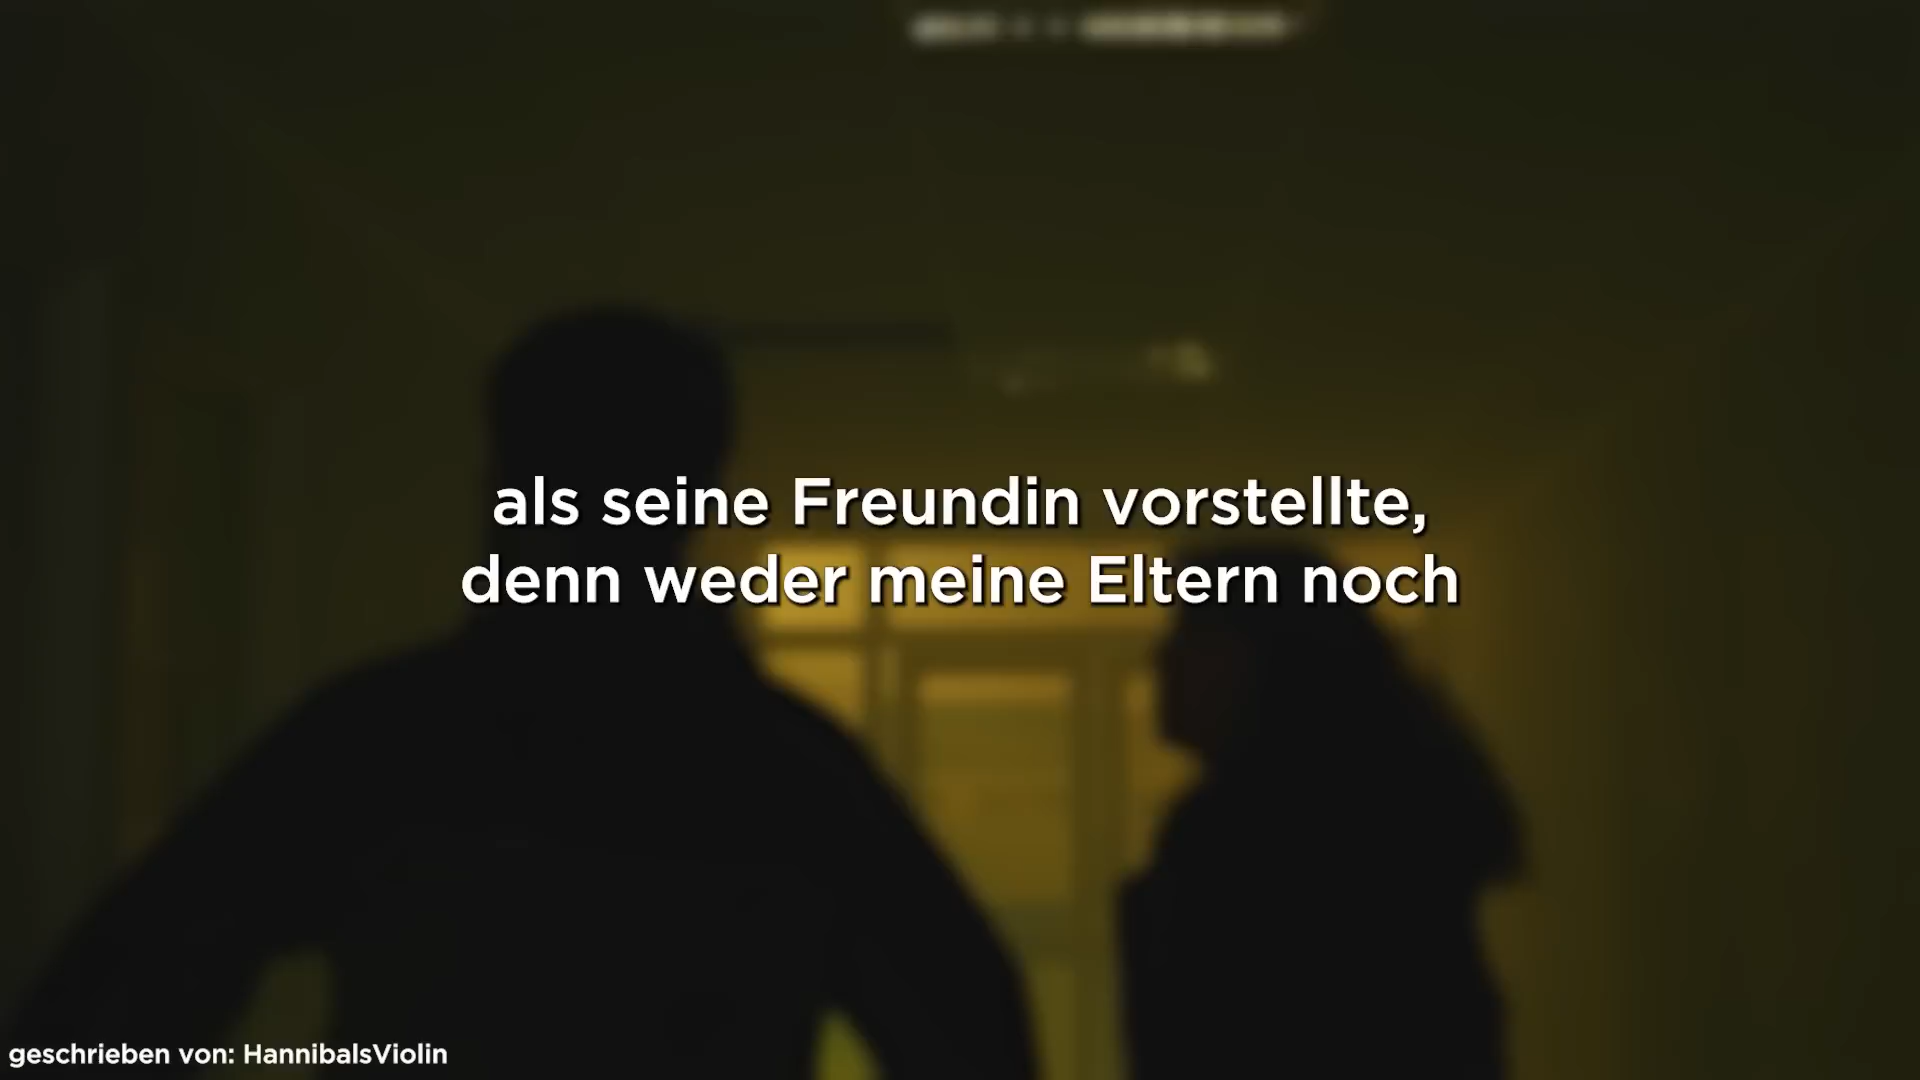 als seine Freundin vorstellte,
denn weder meine Eltern noch
geschrieben von: HannibalsViolin